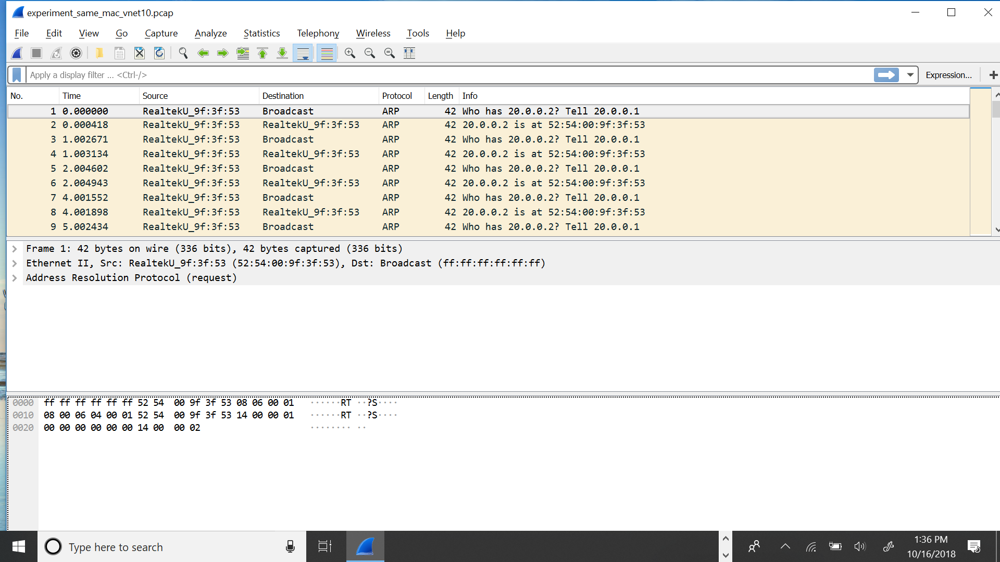 experiment_same_mac_vnet10.pcap
File Edit View Go Capture Analyze Statistics Telephony Wireless Tools Help
Apply a display filter ... <Ctrl-/> Expression... +
No. Time Source Destination Protocol Length Info
1 0.000000 RealtekU_9f:3f:53 Broadcast ARP 42 Who has 20.0.0.2? Tell 20.0.0.1
2 0.000418 RealtekU_9f:3f:53 RealtekU_9f:3f:53 ARP 42 20.0.0.2 is at 52:54:00:9f:3f:53
3 1.002671 RealtekU_9f:3f:53 Broadcast ARP 42 Who has 20.0.0.2? Tell 20.0.0.1
4 1.003134 RealtekU_9f:3f:53 RealtekU_9f:3f:53 ARP 42 20.0.0.2 is at 52:54:00:9f:3f:53
5 2.004602 RealtekU_9f:3f:53 Broadcast ARP 42 Who has 20.0.0.2? Tell 20.0.0.1
6 2.004943 RealtekU_9f:3f:53 RealtekU_9f:3f:53 ARP 42 20.0.0.2 is at 52:54:00:9f:3f:53
7 4.001552 RealtekU_9f:3f:53 Broadcast ARP 42 Who has 20.0.0.2? Tell 20.0.0.1
8 4.001898 RealtekU_9f:3f:53 RealtekU_9f:3f:53 ARP 42 20.0.0.2 is at 52:54:00:9f:3f:53
9 5.002434 RealtekU_9f:3f:53 Broadcast ARP 42 Who has 20.0.0.2? Tell 20.0.0.1
Frame 1: 42 bytes on wire (336 bits), 42 bytes captured (336 bits)
Ethernet II, Src: RealtekU_9f:3f:53 (52:54:00:9f:3f:53), Dst: Broadcast (ff:ff:ff:ff:ff:ff)
Address Resolution Protocol (request)
0000 ff ff ff ff ff ff 52 54 00 9f 3f 53 08 06 00 01 ······RT ··?S····
0010 08 00 06 04 00 01 52 54 00 9f 3f 53 14 00 00 01 ······RT ··?S····
0020 00 00 00 00 00 00 14 00 00 02 ········ ··
Type here to search
1:36 PM
10/16/2018